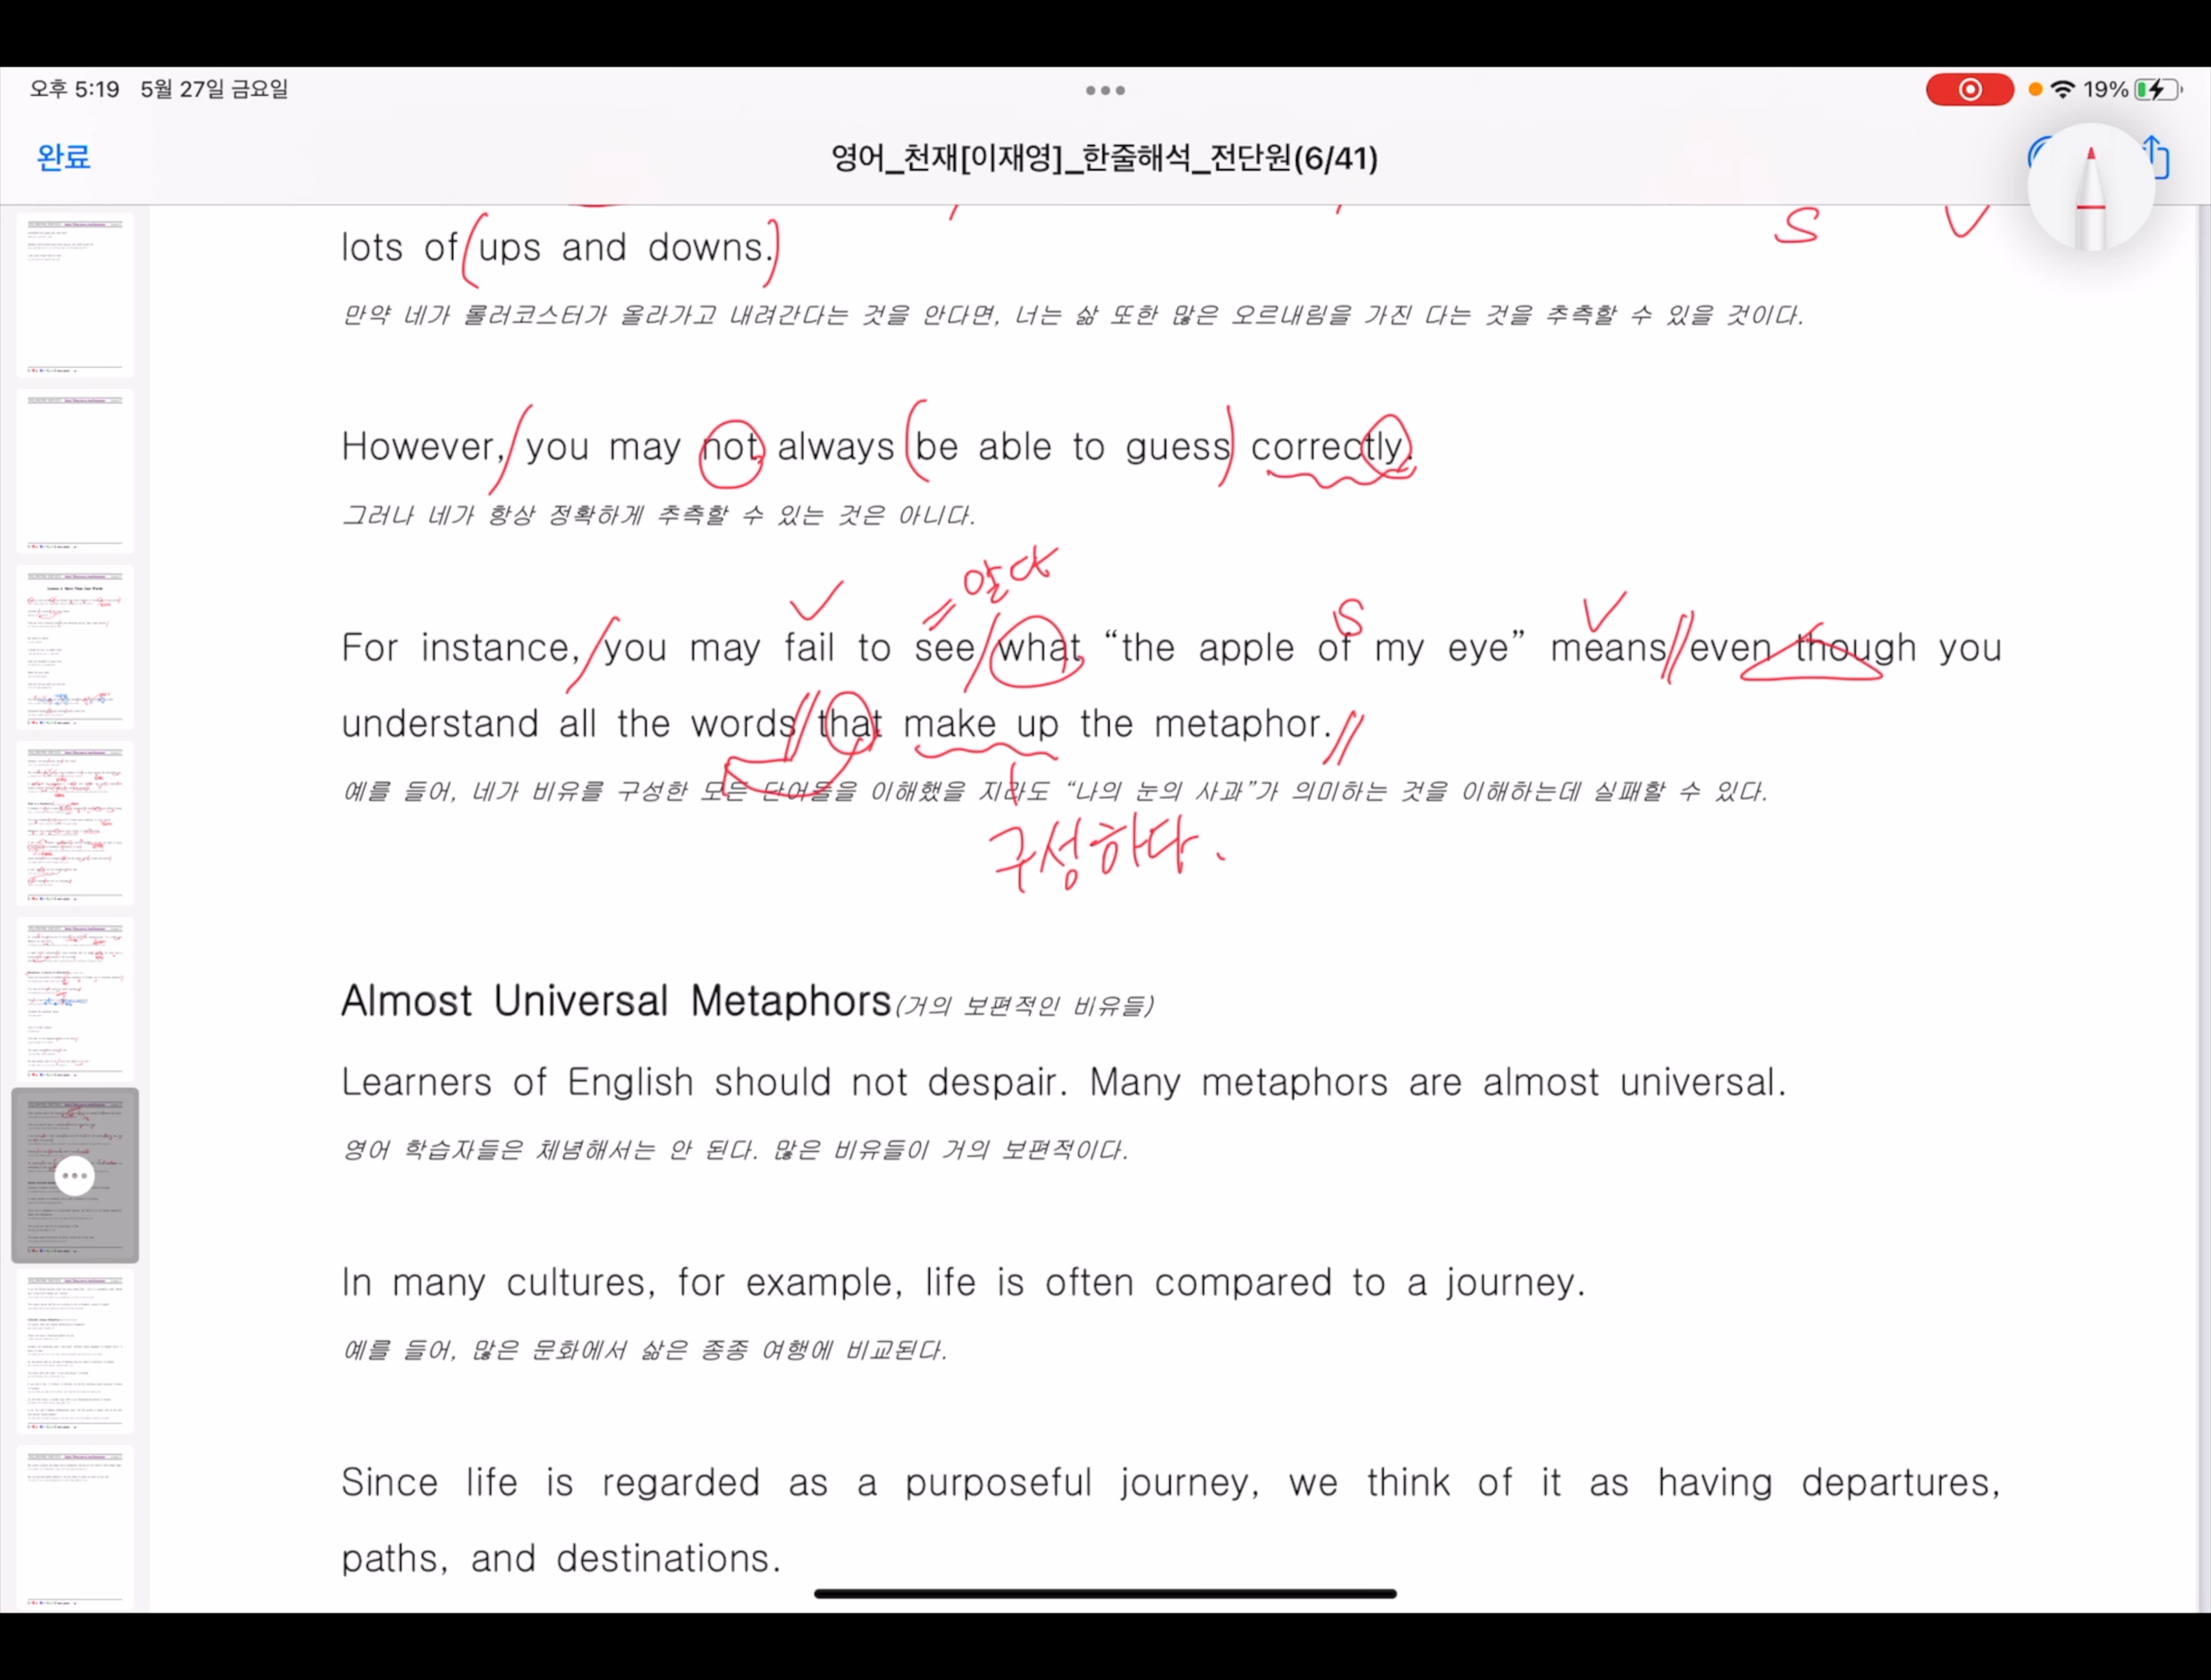 오후 5:19 5월 27일 금요일
19%
완료
영어_천재[이재영]_한줄해석_전단원(6/41)
S V
lots of (ups and downs.)
만약 네가 롤러코스터가 올라가고 내려간다는 것을 안다면, 너는 삶 또한 많은 오르내림을 가진 다는 것을 추측할 수 있을 것이다.
However, / you may not always (be able to guess) correctly.
그러나 네가 항상 정확하게 추측할 수 있는 것은 아니다.
= 알다
V S V
For instance, / you may fail to see / what “the apple of my eye” means // even though you
understand all the words // that make up the metaphor. //
예를 들어, 네가 비유를 구성한 모든 단어들을 이해했을 지라도 “나의 눈의 사과”가 의미하는 것을 이해하는데 실패할 수 있다.
구성하다.
Almost Universal Metaphors(거의 보편적인 비유들)
Learners of English should not despair. Many metaphors are almost universal.
영어 학습자들은 체념해서는 안 된다. 많은 비유들이 거의 보편적이다.
In many cultures, for example, life is often compared to a journey.
예를 들어, 많은 문화에서 삶은 종종 여행에 비교된다.
Since life is regarded as a purposeful journey, we think of it as having departures,
paths, and destinations.